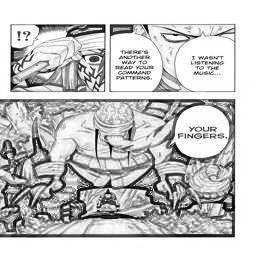 I WASN'T
LISTENING
TO THE
MUSIC...
THERE'S
ANOTHER
WAY TO
READ YOUR
COMMAND
PATTERNS.
!?
YOUR
FINGERS.